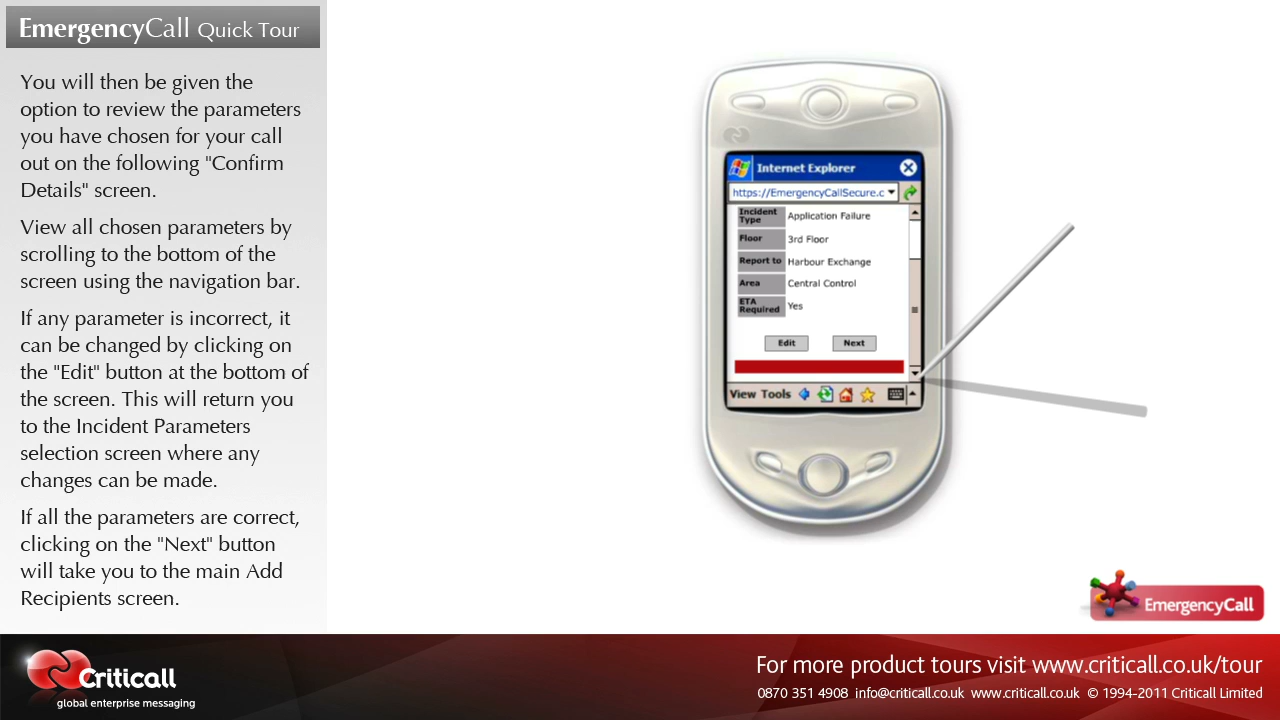 EmergencyCall Quick Tour
You will then be given the
option to review the parameters
you have chosen for your call
out on the following "Confirm
Details" screen.
View all chosen parameters by
scrolling to the bottom of the
screen using the navigation bar.
If any parameter is incorrect, it
can be changed by clicking on
the "Edit" button at the bottom of
the screen. This will return you
to the Incident Parameters
selection screen where any
changes can be made.
If all the parameters are correct,
clicking on the "Next" button
will take you to the main Add
Recipients screen.
Internet Explorer
https://EmergencyCallSecure.c
Incident Type Application Failure
Floor 3rd Floor
Report to Harbour Exchange
Area Central Control
ETA Required Yes
Edit Next
View Tools
EmergencyCall
Criticall
global enterprise messaging
For more product tours visit www.criticall.co.uk/tour
0870 351 4908 info@criticall.co.uk www.criticall.co.uk © 1994-2011 Criticall Limited